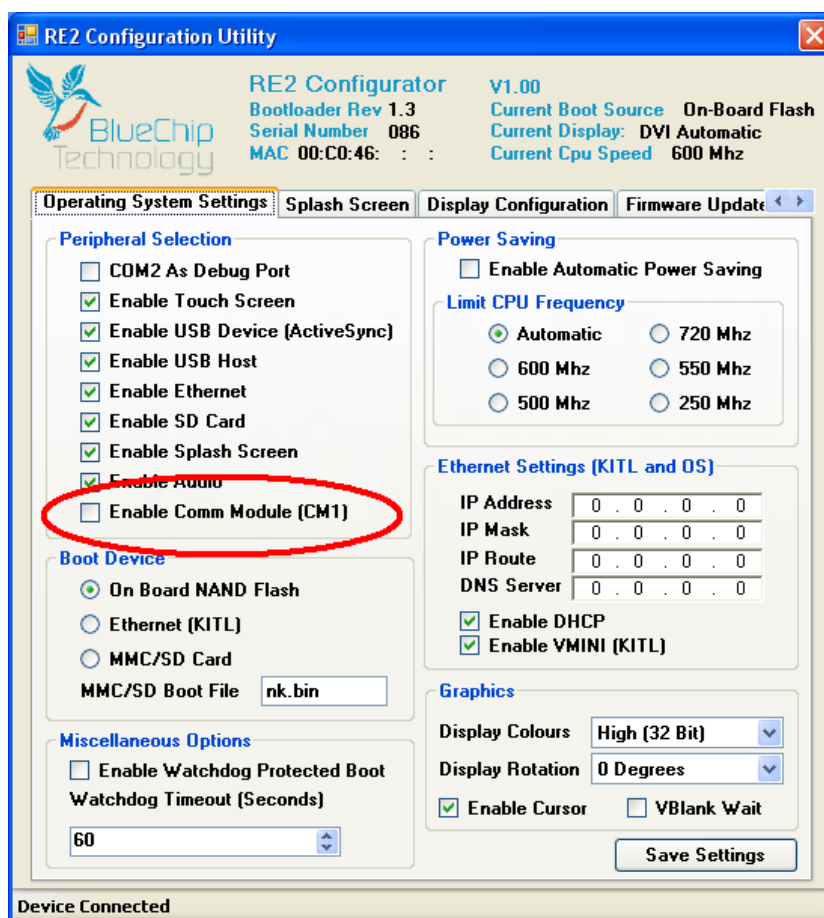 RE2 Configuration Utility
BlueChip
Technology
RE2 Configurator V1.00
Bootloader Rev 1.3
Serial Number 086
MAC 00:C0:46: : :
Current Boot Source On-Board Flash
Current Display: DVI Automatic
Current Cpu Speed 600 Mhz
Operating System Settings Splash Screen Display Configuration Firmware Update
Peripheral Selection
COM2 As Debug Port
Enable Touch Screen
Enable USB Device (ActiveSync)
Enable USB Host
Enable Ethernet
Enable SD Card
Enable Splash Screen
Enable Audio
Enable Comm Module (CM1)
Boot Device
On Board NAND Flash
Ethernet (KITL)
MMC/SD Card
MMC/SD Boot File nk.bin
Miscellaneous Options
Enable Watchdog Protected Boot
Watchdog Timeout (Seconds)
60
Power Saving
Enable Automatic Power Saving
Limit CPU Frequency
Automatic 720 Mhz
600 Mhz 550 Mhz
500 Mhz 250 Mhz
Ethernet Settings (KITL and OS)
IP Address 0 . 0 . 0 . 0
IP Mask 0 . 0 . 0 . 0
IP Route 0 . 0 . 0 . 0
DNS Server 0 . 0 . 0 . 0
Enable DHCP
Enable VMINI (KITL)
Graphics
Display Colours High (32 Bit)
Display Rotation 0 Degrees
Enable Cursor VBlank Wait
Save Settings
Device Connected